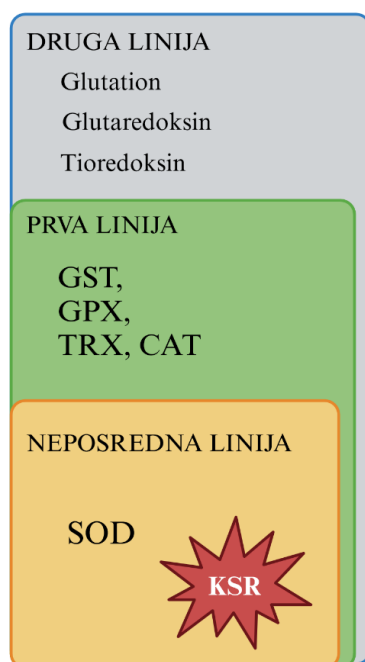 DRUGA LINIJA
Glutation
Glutaredoksin
Tioredoksin
PRVA LINIJA
GST,
GPX,
TRX, CAT
NEPOSREDNA LINIJA
SOD
KSR